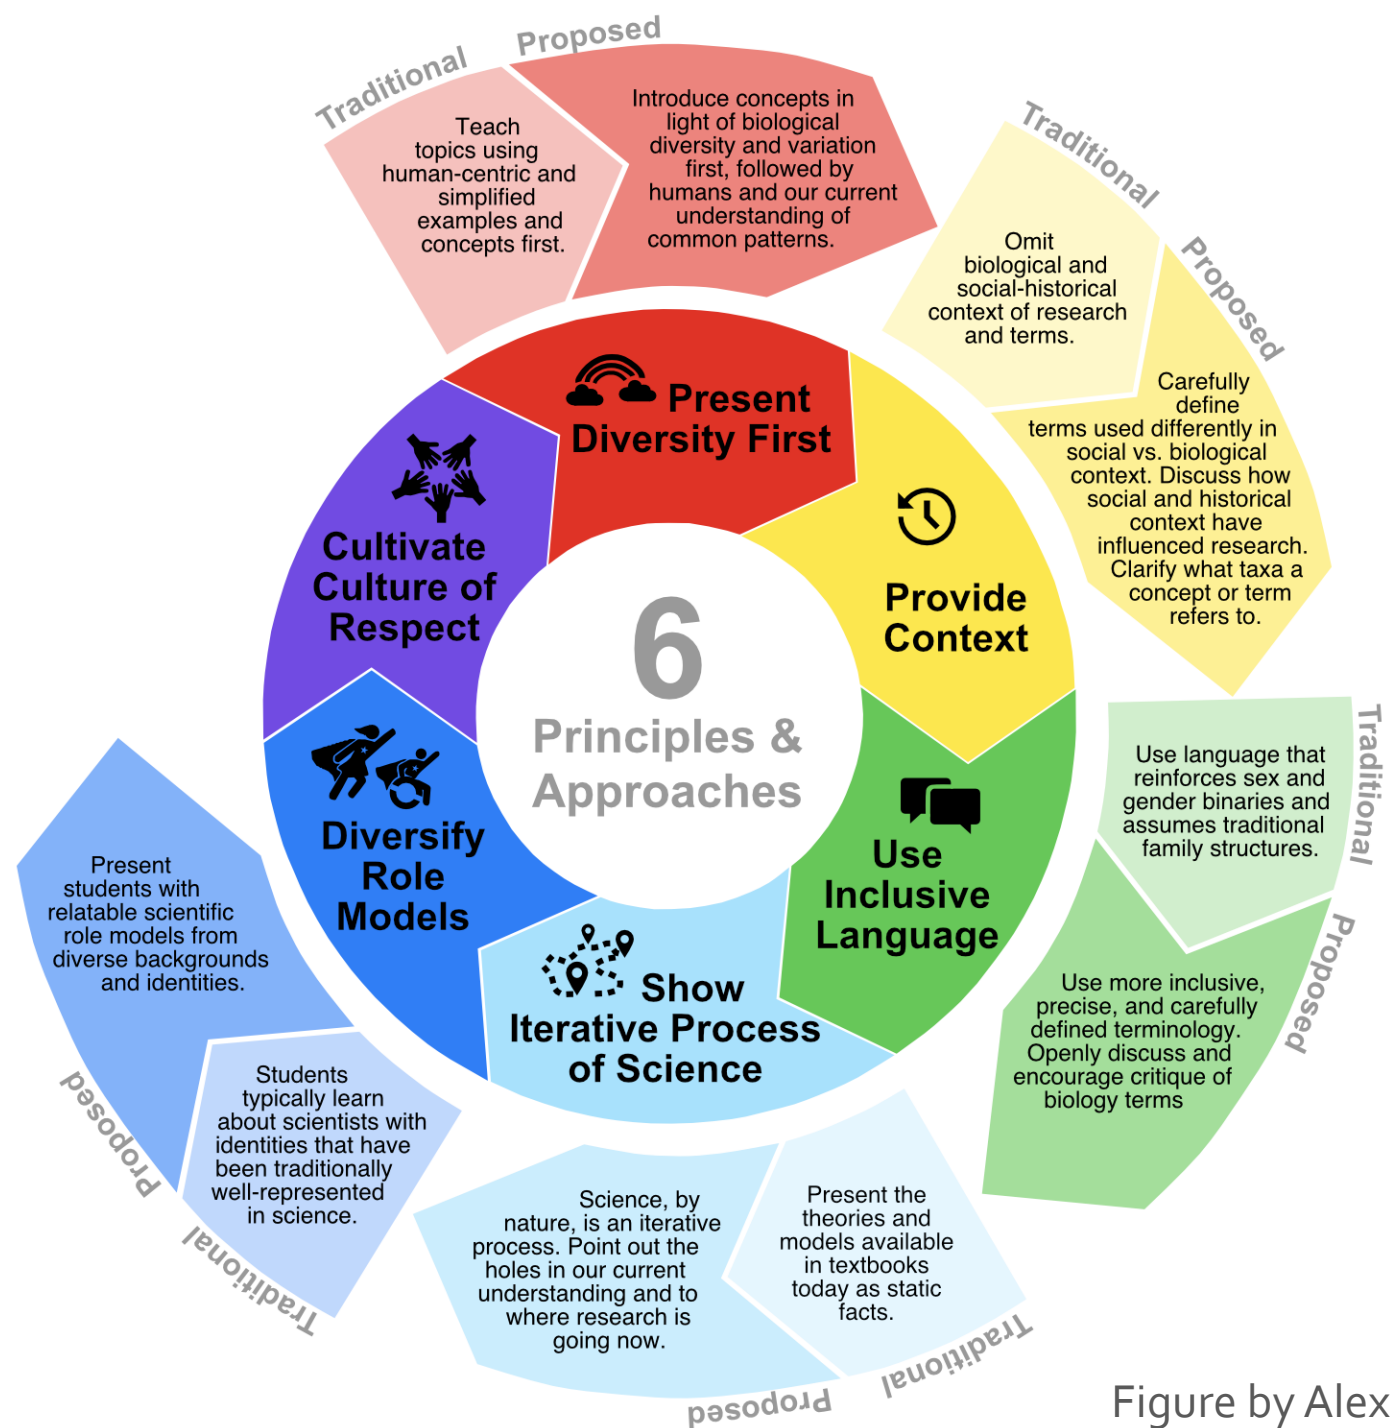 Traditional
Proposed
Teach
topics using
human-centric and
simplified
examples and
concepts first.
Introduce concepts in
light of biological
diversity and variation
first, followed by
humans and our current
understanding of
common patterns.
Present
Diversity First
Traditional
Proposed
Omit
biological and
social-historical
context of research
and terms.
Carefully
define
terms used differently in
social vs. biological
context. Discuss how
social and historical
context have
influenced research.
Clarify what taxa a
concept or term
refers to.
Provide
Context
Traditional
Proposed
Use language that
reinforces sex and
gender binaries and
assumes traditional
family structures.
Use more inclusive,
precise, and carefully
defined terminology.
Openly discuss and
encourage critique of
biology terms
Use
Inclusive
Language
Traditional
Proposed
Present the
theories and
models available
in textbooks
today as static
facts.
Science, by
nature, is an iterative
process. Point out the
holes in our current
understanding and to
where research is
going now.
Show
Iterative Process
of Science
Traditional
Proposed
Students
typically learn
about scientists with
identities that have
been traditionally
well-represented
in science.
Present
students with
relatable scientific
role models from
diverse backgrounds
and identities.
Diversify
Role
Models
Cultivate
Culture of
Respect
6
Principles &
Approaches
Figure by Alex